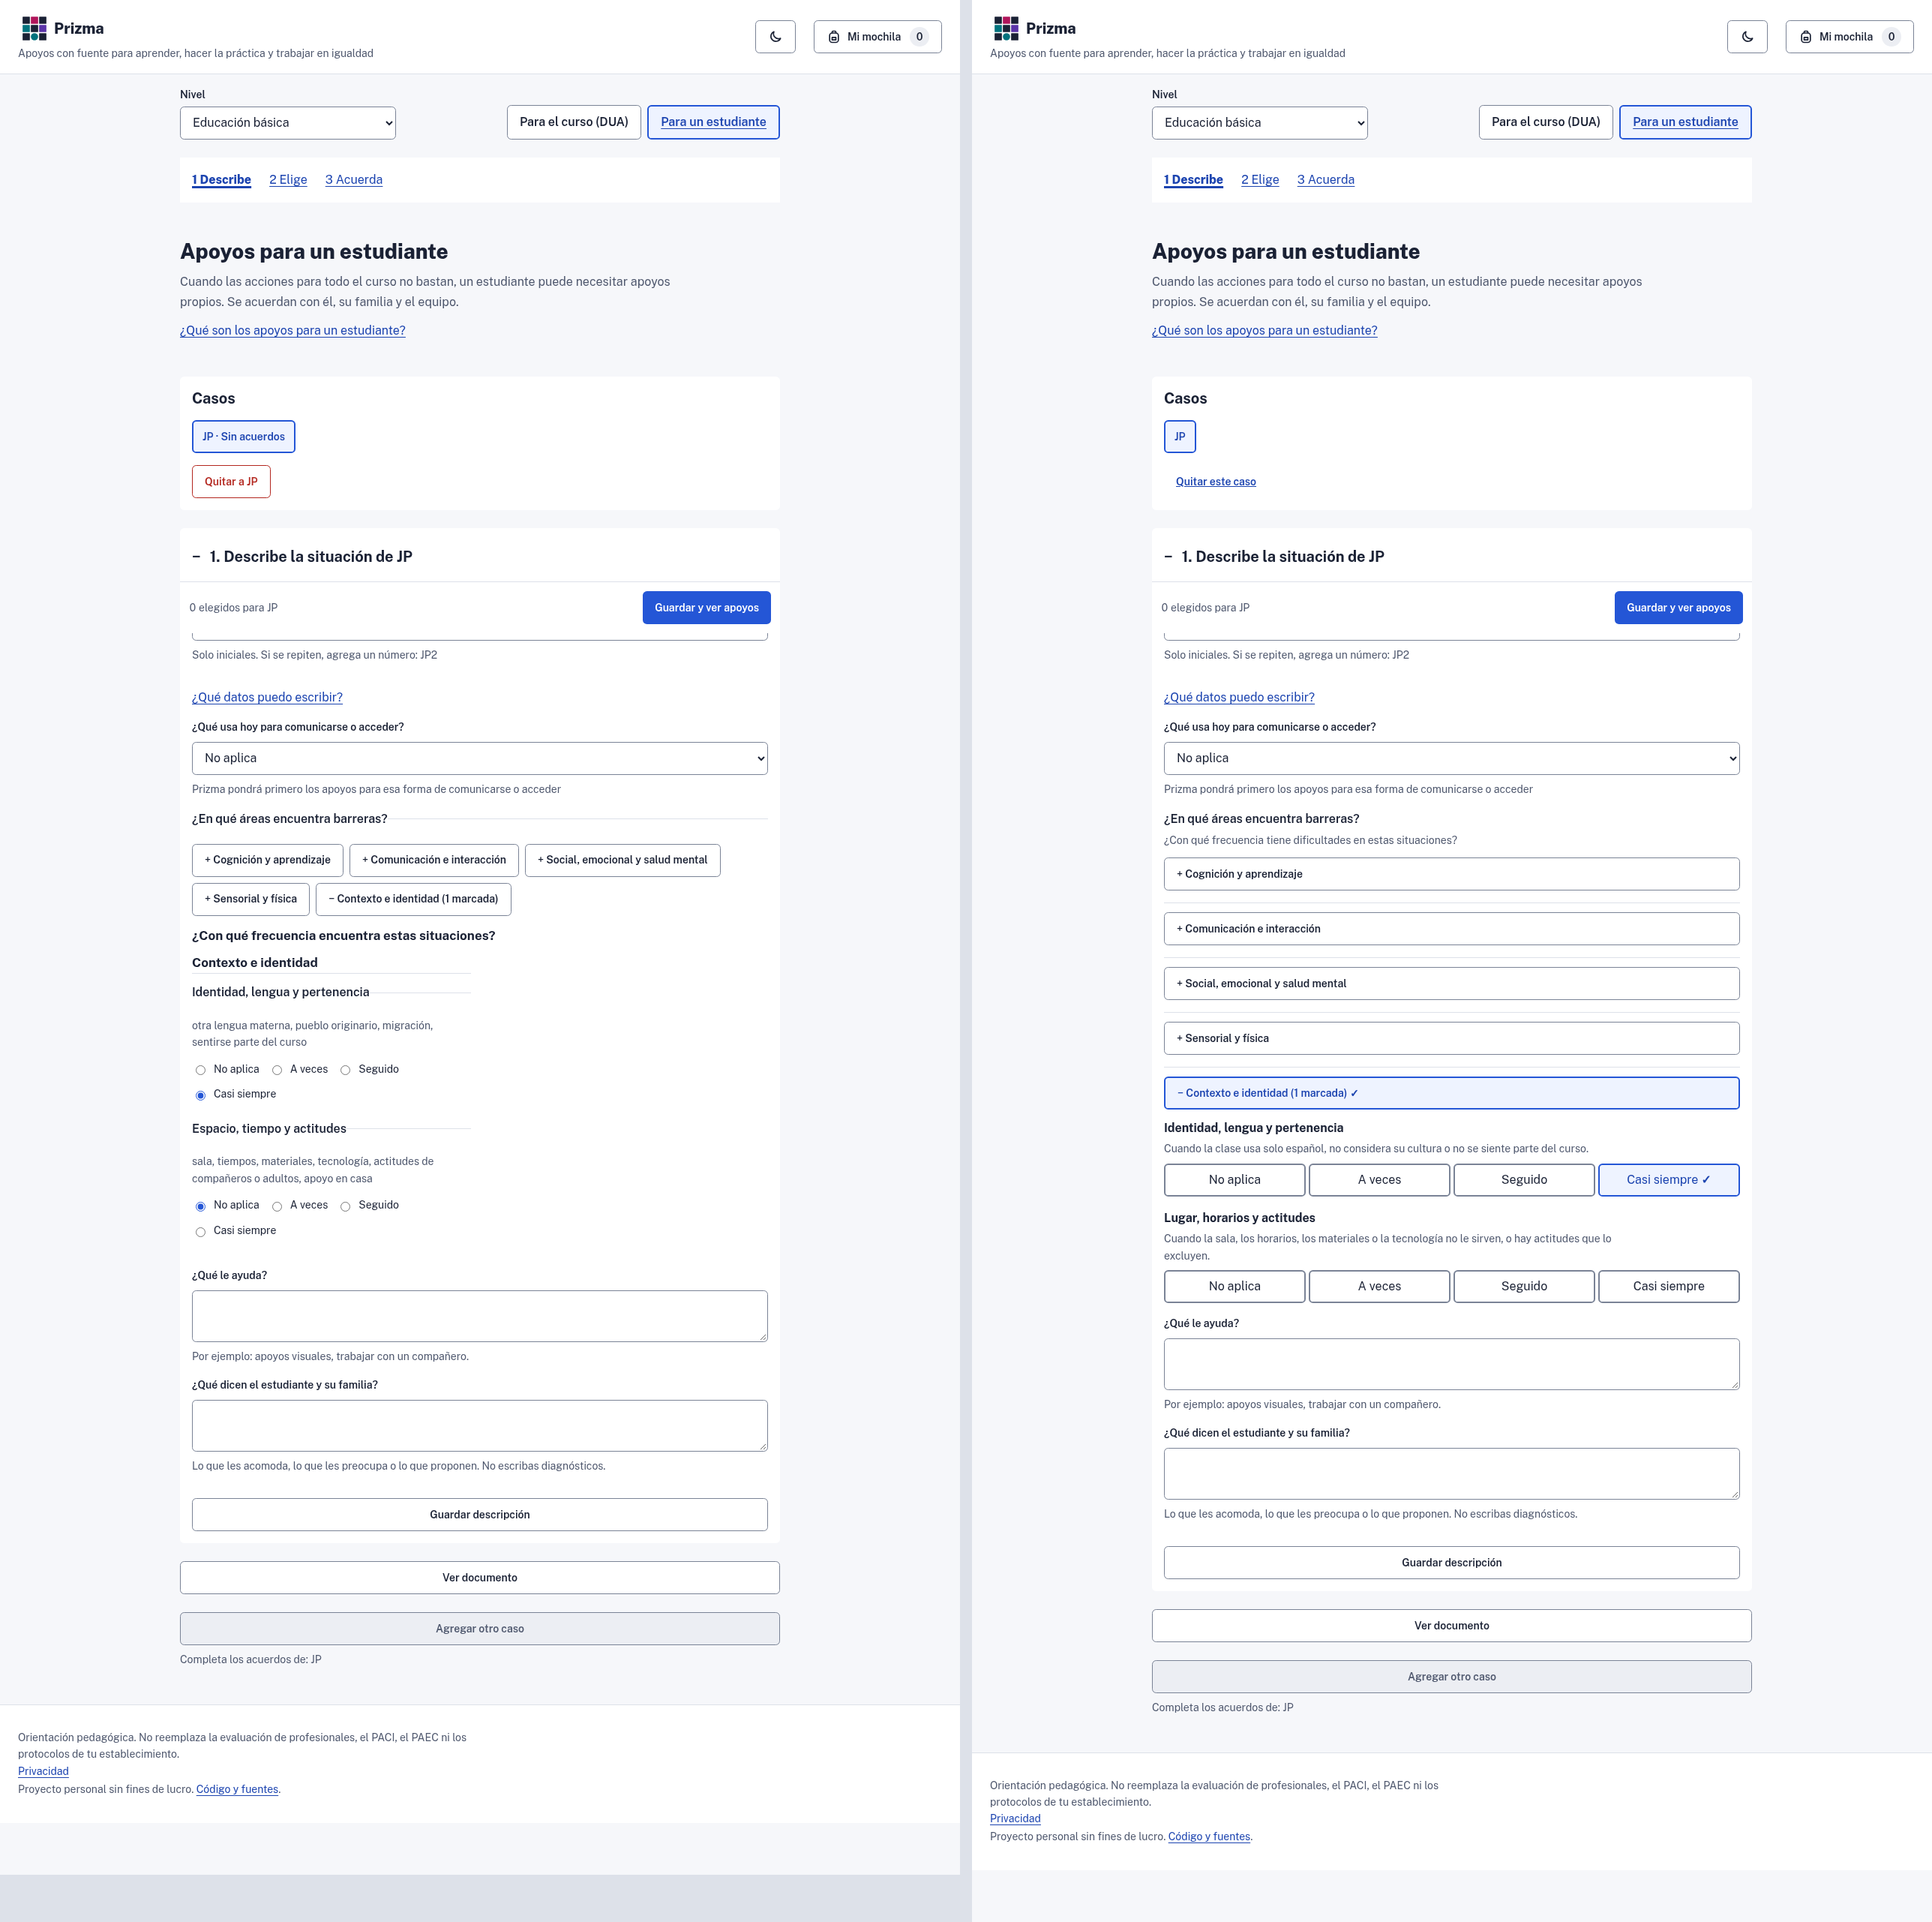 Prizma
Apoyos con fuente para aprender, hacer la práctica y trabajar en igualdad
Mi mochila 0
Nivel
Educación básica
Para el curso (DUA)
Para un estudiante
1 Describe 2 Elige 3 Acuerda
Apoyos para un estudiante
Cuando las acciones para todo el curso no bastan, un estudiante puede necesitar apoyos
propios. Se acuerdan con él, su familia y el equipo.
¿Qué son los apoyos para un estudiante?
Casos
JP · Sin acuerdos
Quitar a JP
− 1. Describe la situación de JP
0 elegidos para JP
Guardar y ver apoyos
Solo iniciales. Si se repiten, agrega un número: JP2
¿Qué datos puedo escribir?
¿Qué usa hoy para comunicarse o acceder?
No aplica
Prizma pondrá primero los apoyos para esa forma de comunicarse o acceder
¿En qué áreas encuentra barreras?
+ Cognición y aprendizaje
+ Comunicación e interacción
+ Social, emocional y salud mental
+ Sensorial y física
− Contexto e identidad (1 marcada)
¿Con qué frecuencia encuentra estas situaciones?
Contexto e identidad
Identidad, lengua y pertenencia
otra lengua materna, pueblo originario, migración,
sentirse parte del curso
No aplica A veces Seguido
Casi siempre
Espacio, tiempo y actitudes
sala, tiempos, materiales, tecnología, actitudes de
compañeros o adultos, apoyo en casa
No aplica A veces Seguido
Casi siempre
¿Qué le ayuda?
Por ejemplo: apoyos visuales, trabajar con un compañero.
¿Qué dicen el estudiante y su familia?
Lo que les acomoda, lo que les preocupa o lo que proponen. No escribas diagnósticos.
Guardar descripción
Ver documento
Agregar otro caso
Completa los acuerdos de: JP
Orientación pedagógica. No reemplaza la evaluación de profesionales, el PACI, el PAEC ni los
protocolos de tu establecimiento.
Privacidad
Proyecto personal sin fines de lucro. Código y fuentes.
Prizma
Apoyos con fuente para aprender, hacer la práctica y trabajar en igualdad
Mi mochila 0
Nivel
Educación básica
Para el curso (DUA)
Para un estudiante
1 Describe 2 Elige 3 Acuerda
Apoyos para un estudiante
Cuando las acciones para todo el curso no bastan, un estudiante puede necesitar apoyos
propios. Se acuerdan con él, su familia y el equipo.
¿Qué son los apoyos para un estudiante?
Casos
JP
Quitar este caso
− 1. Describe la situación de JP
0 elegidos para JP
Guardar y ver apoyos
Solo iniciales. Si se repiten, agrega un número: JP2
¿Qué datos puedo escribir?
¿Qué usa hoy para comunicarse o acceder?
No aplica
Prizma pondrá primero los apoyos para esa forma de comunicarse o acceder
¿En qué áreas encuentra barreras?
¿Con qué frecuencia tiene dificultades en estas situaciones?
+ Cognición y aprendizaje
+ Comunicación e interacción
+ Social, emocional y salud mental
+ Sensorial y física
− Contexto e identidad (1 marcada) ✓
Identidad, lengua y pertenencia
Cuando la clase usa solo español, no considera su cultura o no se siente parte del curso.
No aplica A veces Seguido Casi siempre ✓
Lugar, horarios y actitudes
Cuando la sala, los horarios, los materiales o la tecnología no le sirven, o hay actitudes que lo
excluyen.
No aplica A veces Seguido Casi siempre
¿Qué le ayuda?
Por ejemplo: apoyos visuales, trabajar con un compañero.
¿Qué dicen el estudiante y su familia?
Lo que les acomoda, lo que les preocupa o lo que proponen. No escribas diagnósticos.
Guardar descripción
Ver documento
Agregar otro caso
Completa los acuerdos de: JP
Orientación pedagógica. No reemplaza la evaluación de profesionales, el PACI, el PAEC ni los
protocolos de tu establecimiento.
Privacidad
Proyecto personal sin fines de lucro. Código y fuentes.